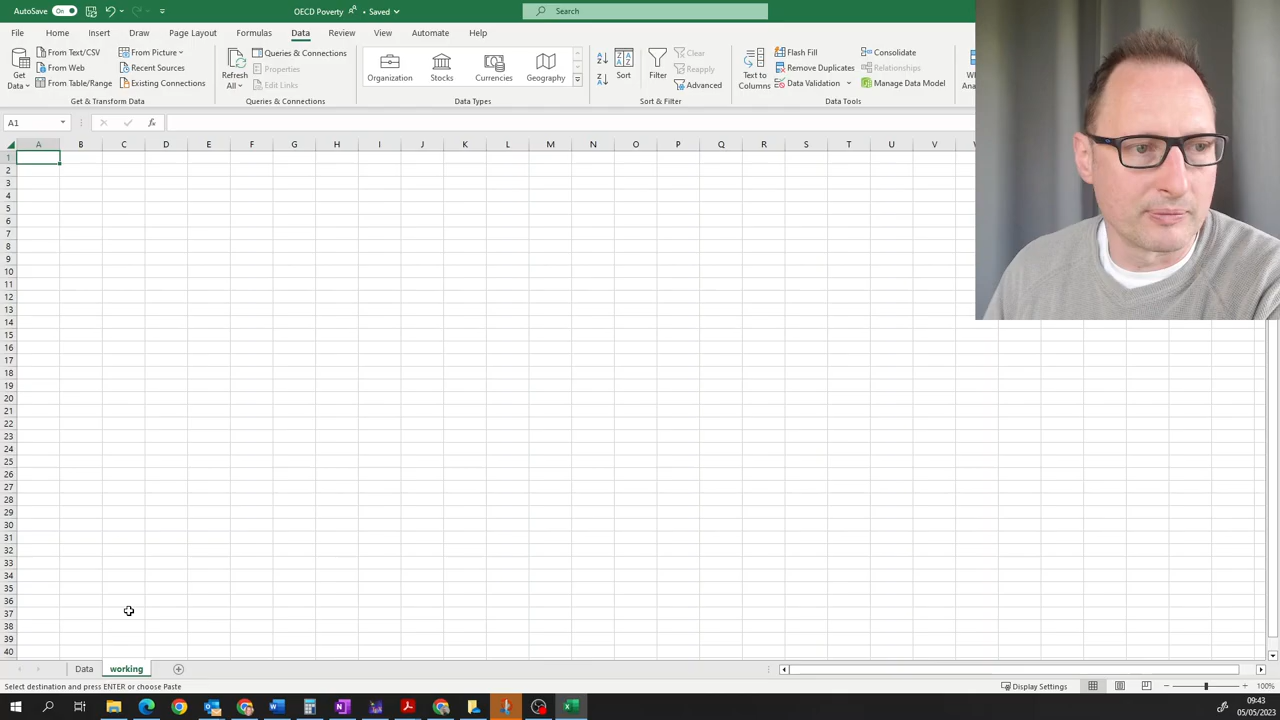 AutoSave On OECD Poverty • Saved Search
File Home Insert Draw Page Layout Formulas Data Review View Automate Help
Get Data From Text/CSV From Web From Table/Range From Picture Recent Sources Existing Connections
Get & Transform Data
Refresh All Queries & Connections Properties Edit Links
Queries & Connections
Organization Stocks Currencies Geography
Data Types
Sort Filter Clear Reapply Advanced
Sort & Filter
Text to Columns Flash Fill Remove Duplicates Data Validation Consolidate Relationships Manage Data Model
Data Tools
A1 fx
A B C D E F G H I J K L M N O P Q R S T U V
1
2
3
4
5
6
7
8
9
10
11
12
13
14
15
16
17
18
19
20
21
22
23
24
25
26
27
28
29
30
31
32
33
34
35
36
37
38
39
40
Data working
Select destination and press ENTER or choose Paste Display Settings 100%
09:43
05/05/2023